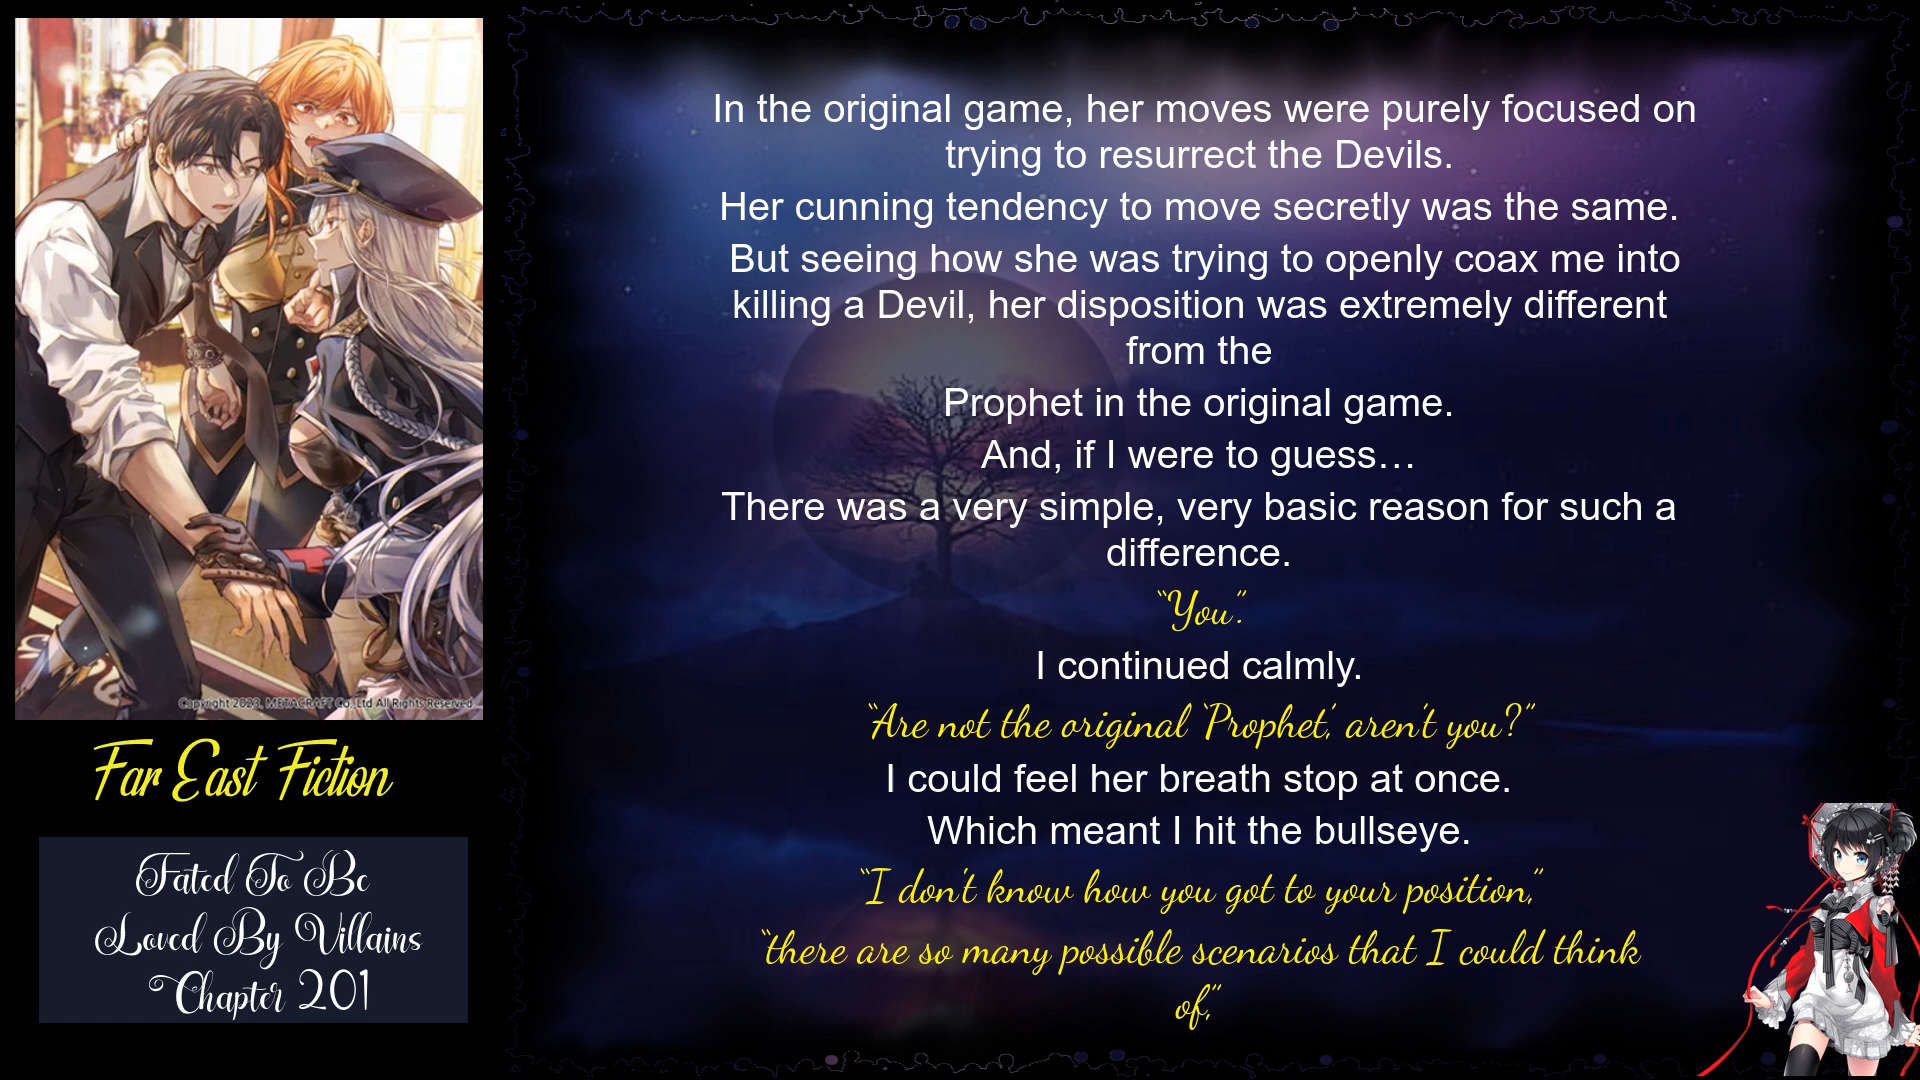 Copyright 2023, METACRAFT Co.,Ltd All Rights Reserved
Far East Fiction
Fated To Be
Loved By Villains
Chapter 201
In the original game, her moves were purely focused on
trying to resurrect the Devils.
Her cunning tendency to move secretly was the same.
But seeing how she was trying to openly coax me into
killing a Devil, her disposition was extremely different
from the
Prophet in the original game.
And, if I were to guess…
There was a very simple, very basic reason for such a
difference.
“You”.
I continued calmly.
“Are not the original ‘Prophet,’ aren’t you?”
I could feel her breath stop at once.
Which meant I hit the bullseye.
“I don’t know how you got to your position,”
“there are so many possible scenarios that I could think
of,”